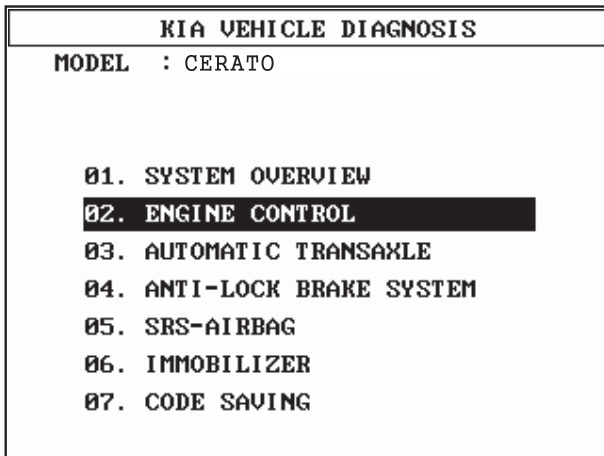 KIA VEHICLE DIAGNOSIS
MODEL : CERATO
01. SYSTEM OVERVIEW
02. ENGINE CONTROL
03. AUTOMATIC TRANSAXLE
04. ANTI-LOCK BRAKE SYSTEM
05. SRS-AIRBAG
06. IMMOBILIZER
07. CODE SAVING